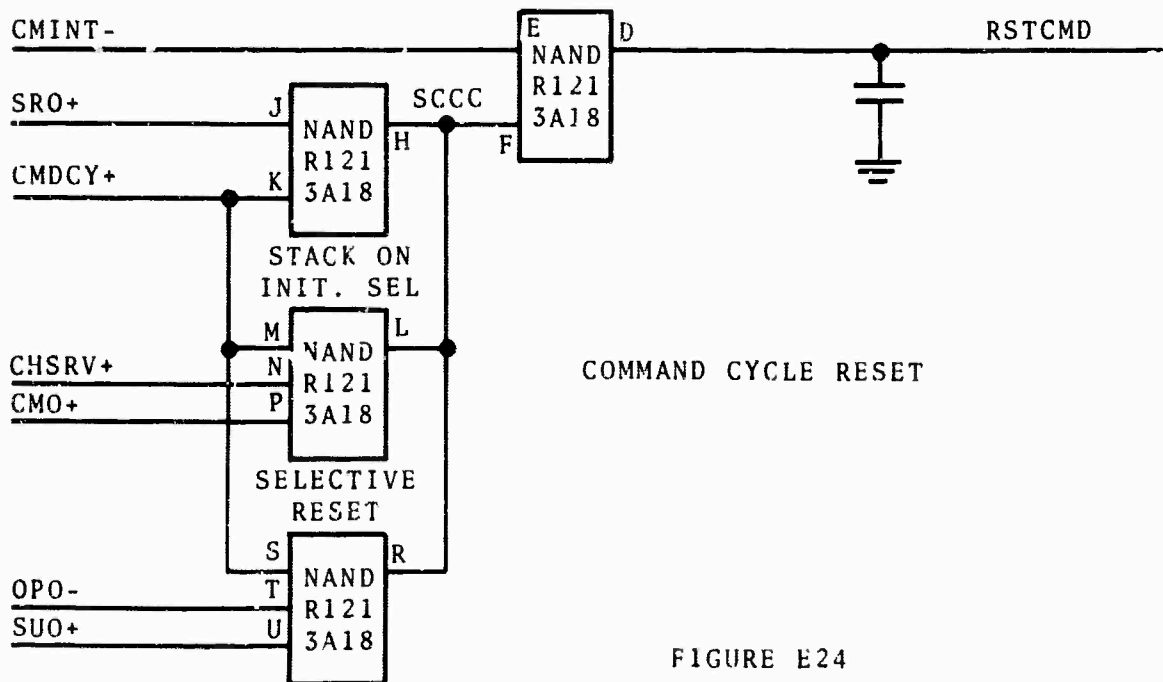 CMINT-
E
D
NAND
R121
3A18
F
RSTCMD
SRO+
J
NAND
R121
3A18
H
SCCC
CMDCY+
K
STACK ON
INIT. SEL
M
L
NAND
R121
3A18
CHSRV+
N
CMO+
P
COMMAND CYCLE RESET
SELECTIVE
RESET
S
R
NAND
R121
3A18
OPO-
T
SUO+
U
FIGURE E24